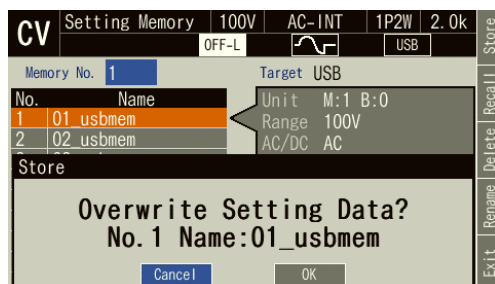 CV Setting Memory 100V AC-INT 1P2W 2.0k
OFF-L USB
Memory No. 1 Target USB
No. Name
1 01_usbmem
2 02_usbmem
Unit M:1 B:0
Range 100V
AC/DC AC
Store
Overwrite Setting Data?
No.1 Name:01_usbmem
Cancel OK
Store
Recall
Delete
Rename
Exit